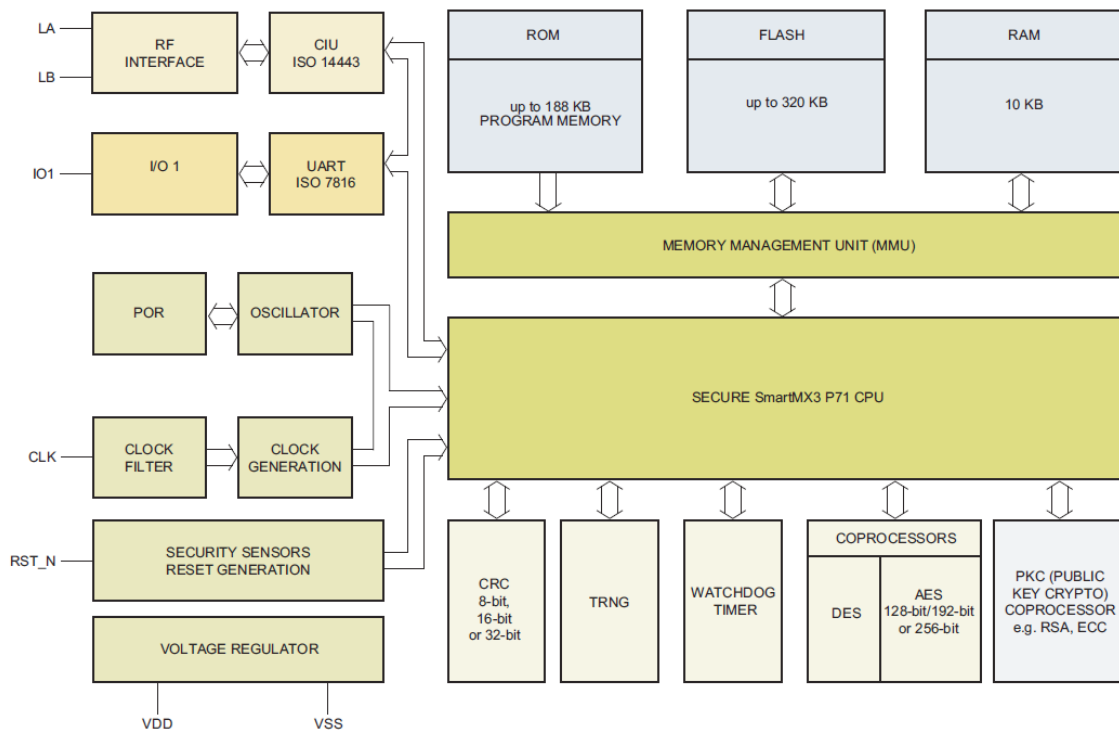 LA
LB
RF
INTERFACE
CIU
ISO 14443
IO1
I/O 1
UART
ISO 7816
POR
OSCILLATOR
CLK
CLOCK
FILTER
CLOCK
GENERATION
RST_N
SECURITY SENSORS
RESET GENERATION
VOLTAGE REGULATOR
VDD
VSS
ROM
up to 188 KB
PROGRAM MEMORY
FLASH
up to 320 KB
RAM
10 KB
MEMORY MANAGEMENT UNIT (MMU)
SECURE SmartMX3 P71 CPU
CRC
8-bit,
16-bit
or 32-bit
TRNG
WATCHDOG
TIMER
COPROCESSORS
DES
AES
128-bit/192-bit
or 256-bit
PKC (PUBLIC
KEY CRYPTO)
COPROCESSOR
e.g. RSA, ECC